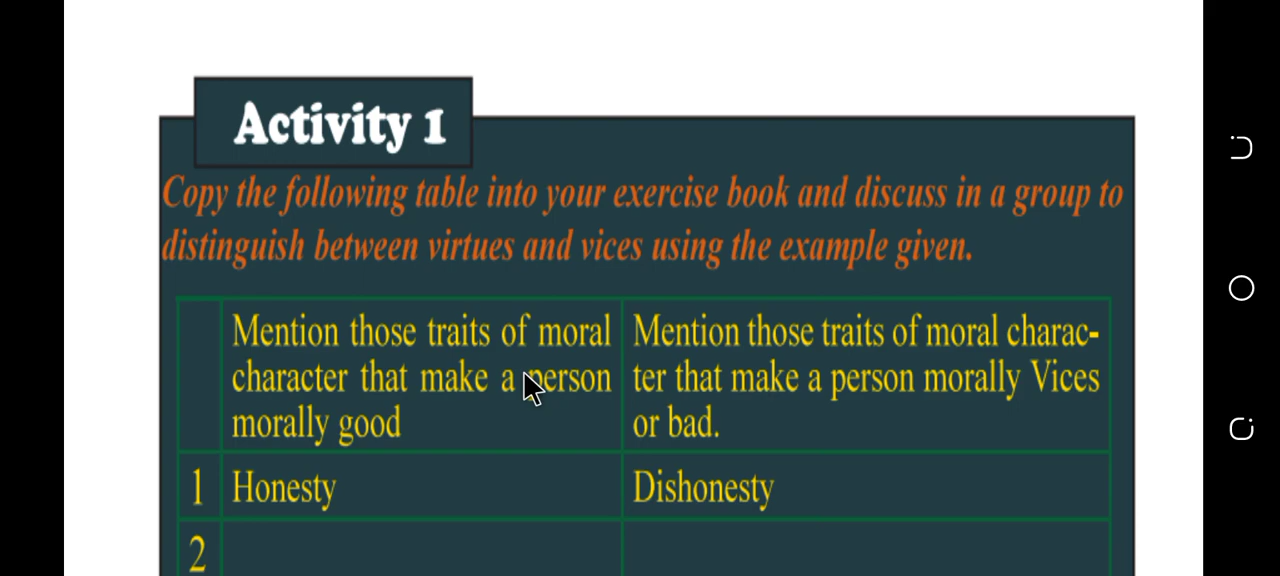 Activity 1
Copy the following table into your exercise book and discuss in a group to
distinguish between virtues and vices using the example given.
Mention those traits of moral
character that make a person
morally good
Mention those traits of moral charac-
ter that make a person morally Vices
or bad.
1 Honesty Dishonesty
2